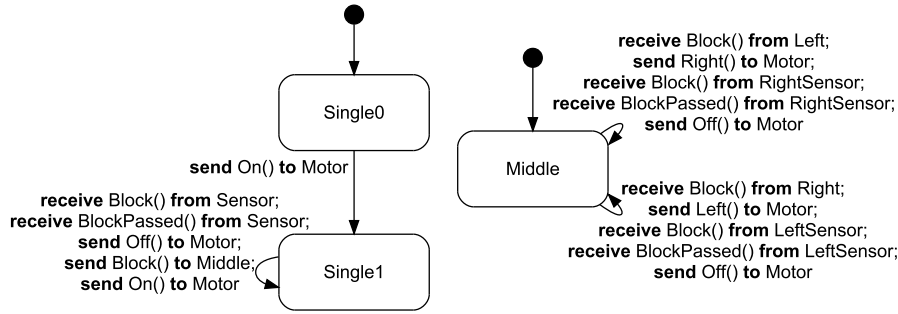 Single0
send On() to Motor
receive Block() from Sensor;
receive BlockPassed() from Sensor;
send Off() to Motor;
send Block() to Middle;
send On() to Motor
Single1
receive Block() from Left;
send Right() to Motor;
receive Block() from RightSensor;
receive BlockPassed() from RightSensor;
send Off() to Motor
Middle
receive Block() from Right;
send Left() to Motor;
receive Block() from LeftSensor;
receive BlockPassed() from LeftSensor;
send Off() to Motor